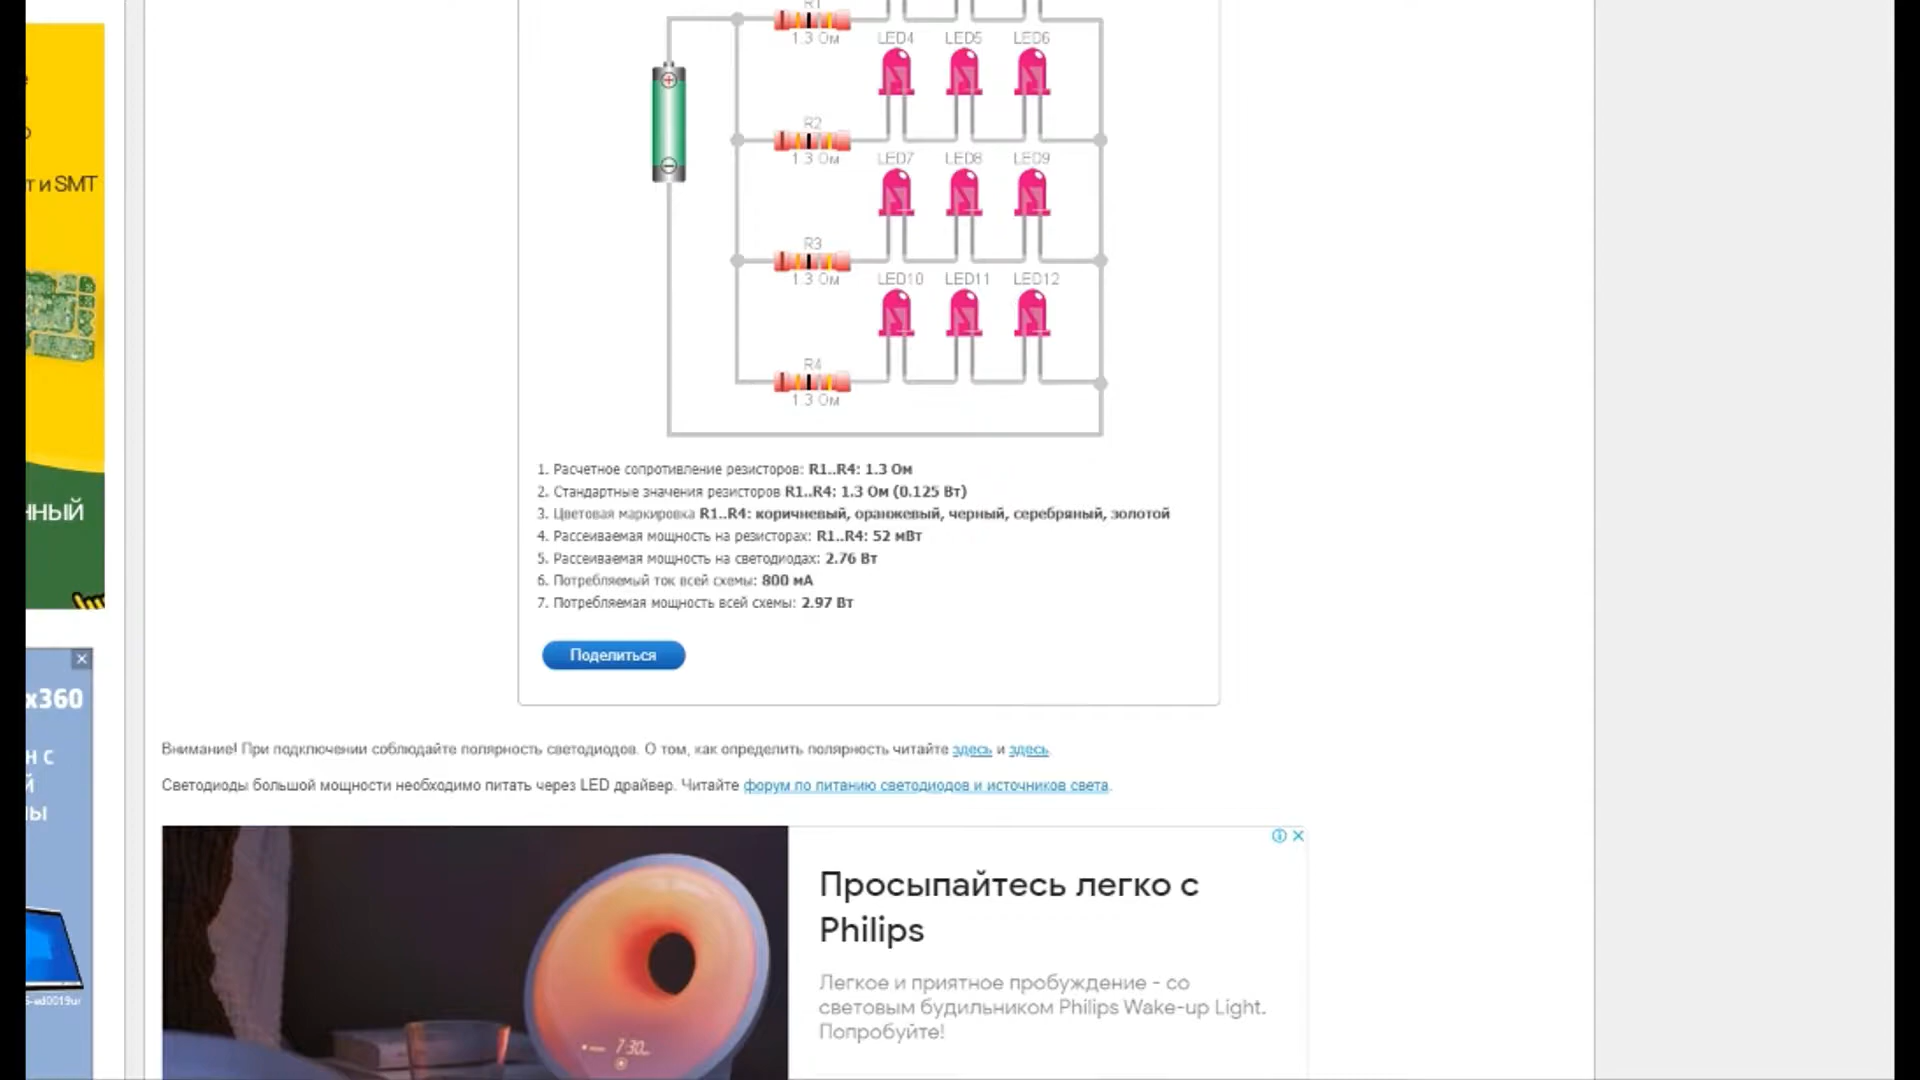 R1
1.3 Ом
LED4 LED5 LED6
R2
1.3 Ом
LED7 LED8 LED9
R3
1.3 Ом
LED10 LED11 LED12
R4
1.3 Ом
1. Расчетное сопротивление резисторов: R1..R4: 1.3 Ом
2. Стандартные значения резисторов R1..R4: 1.3 Ом (0.125 Вт)
3. Цветовая маркировка R1..R4: коричневый, оранжевый, черный, серебряный, золотой
4. Рассеиваемая мощность на резисторах: R1..R4: 52 мВт
5. Рассеиваемая мощность на светодиодах: 2.76 Вт
6. Потребляемый ток всей схемы: 800 мА
7. Потребляемая мощность всей схемы: 2.97 Вт
Поделиться
Внимание! При подключении соблюдайте полярность светодиодов. О том, как определить полярность читайте здесь и здесь.
Светодиоды большой мощности необходимо питать через LED драйвер. Читайте форум по питанию светодиодов и источников света.
Просыпайтесь легко с
Philips
Легкое и приятное пробуждение - со
световым будильником Philips Wake-up Light.
Попробуйте!
7:30
т и SMT
нный
x360
н с
й
ы
5-ed0019ur